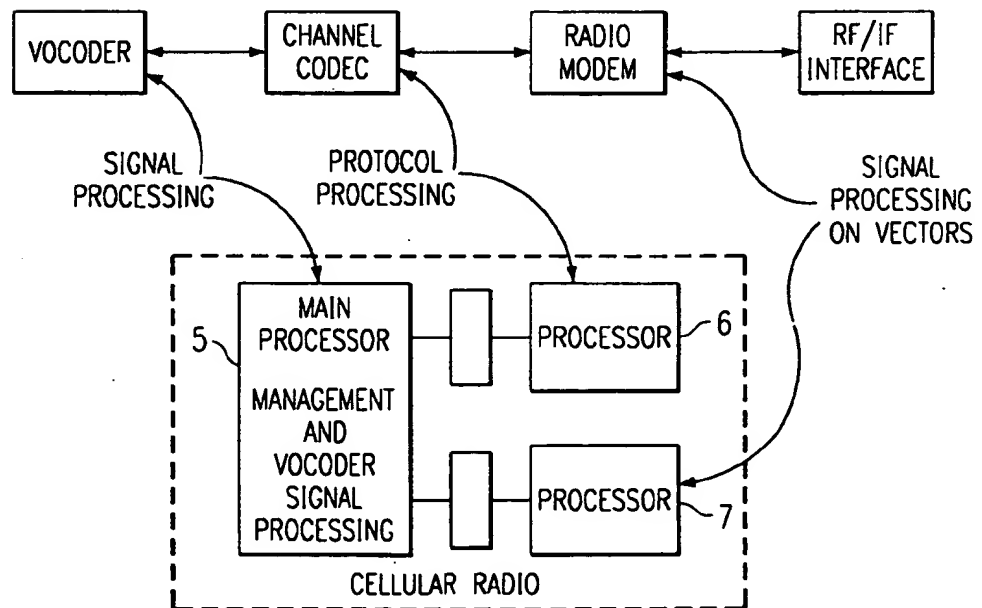 VOCODER
CHANNEL
CODEC
RADIO
MODEM
RF/IF
INTERFACE
SIGNAL
PROCESSING
PROTOCOL
PROCESSING
SIGNAL
PROCESSING
ON VECTORS
5
MAIN
PROCESSOR
MANAGEMENT
AND
VOCODER
SIGNAL
PROCESSING
PROCESSOR
6
PROCESSOR
7
CELLULAR RADIO